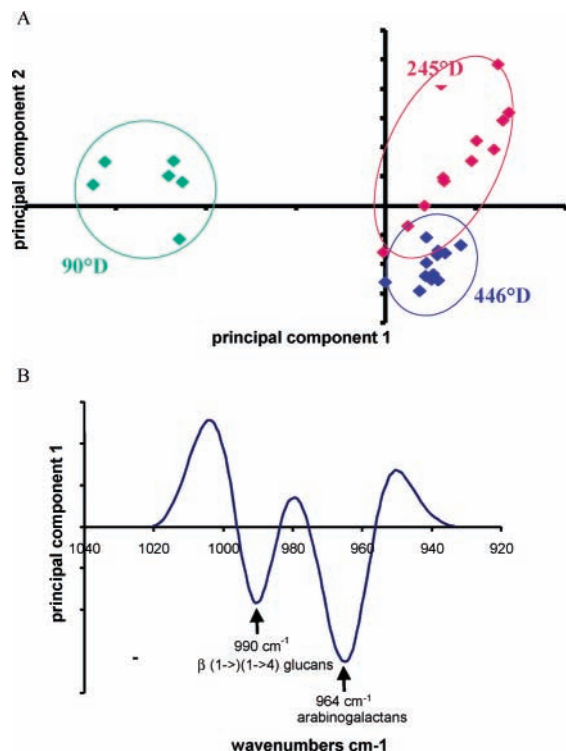 A
principal component 2
245°D
90°D
446°D
principal component 1
B
principal component 1
1040 1020 1000 980 960 940 920
990 cm-1
β (1->)(1->4) glucans
964 cm-1
arabinogalactans
wavenumbers cm-1